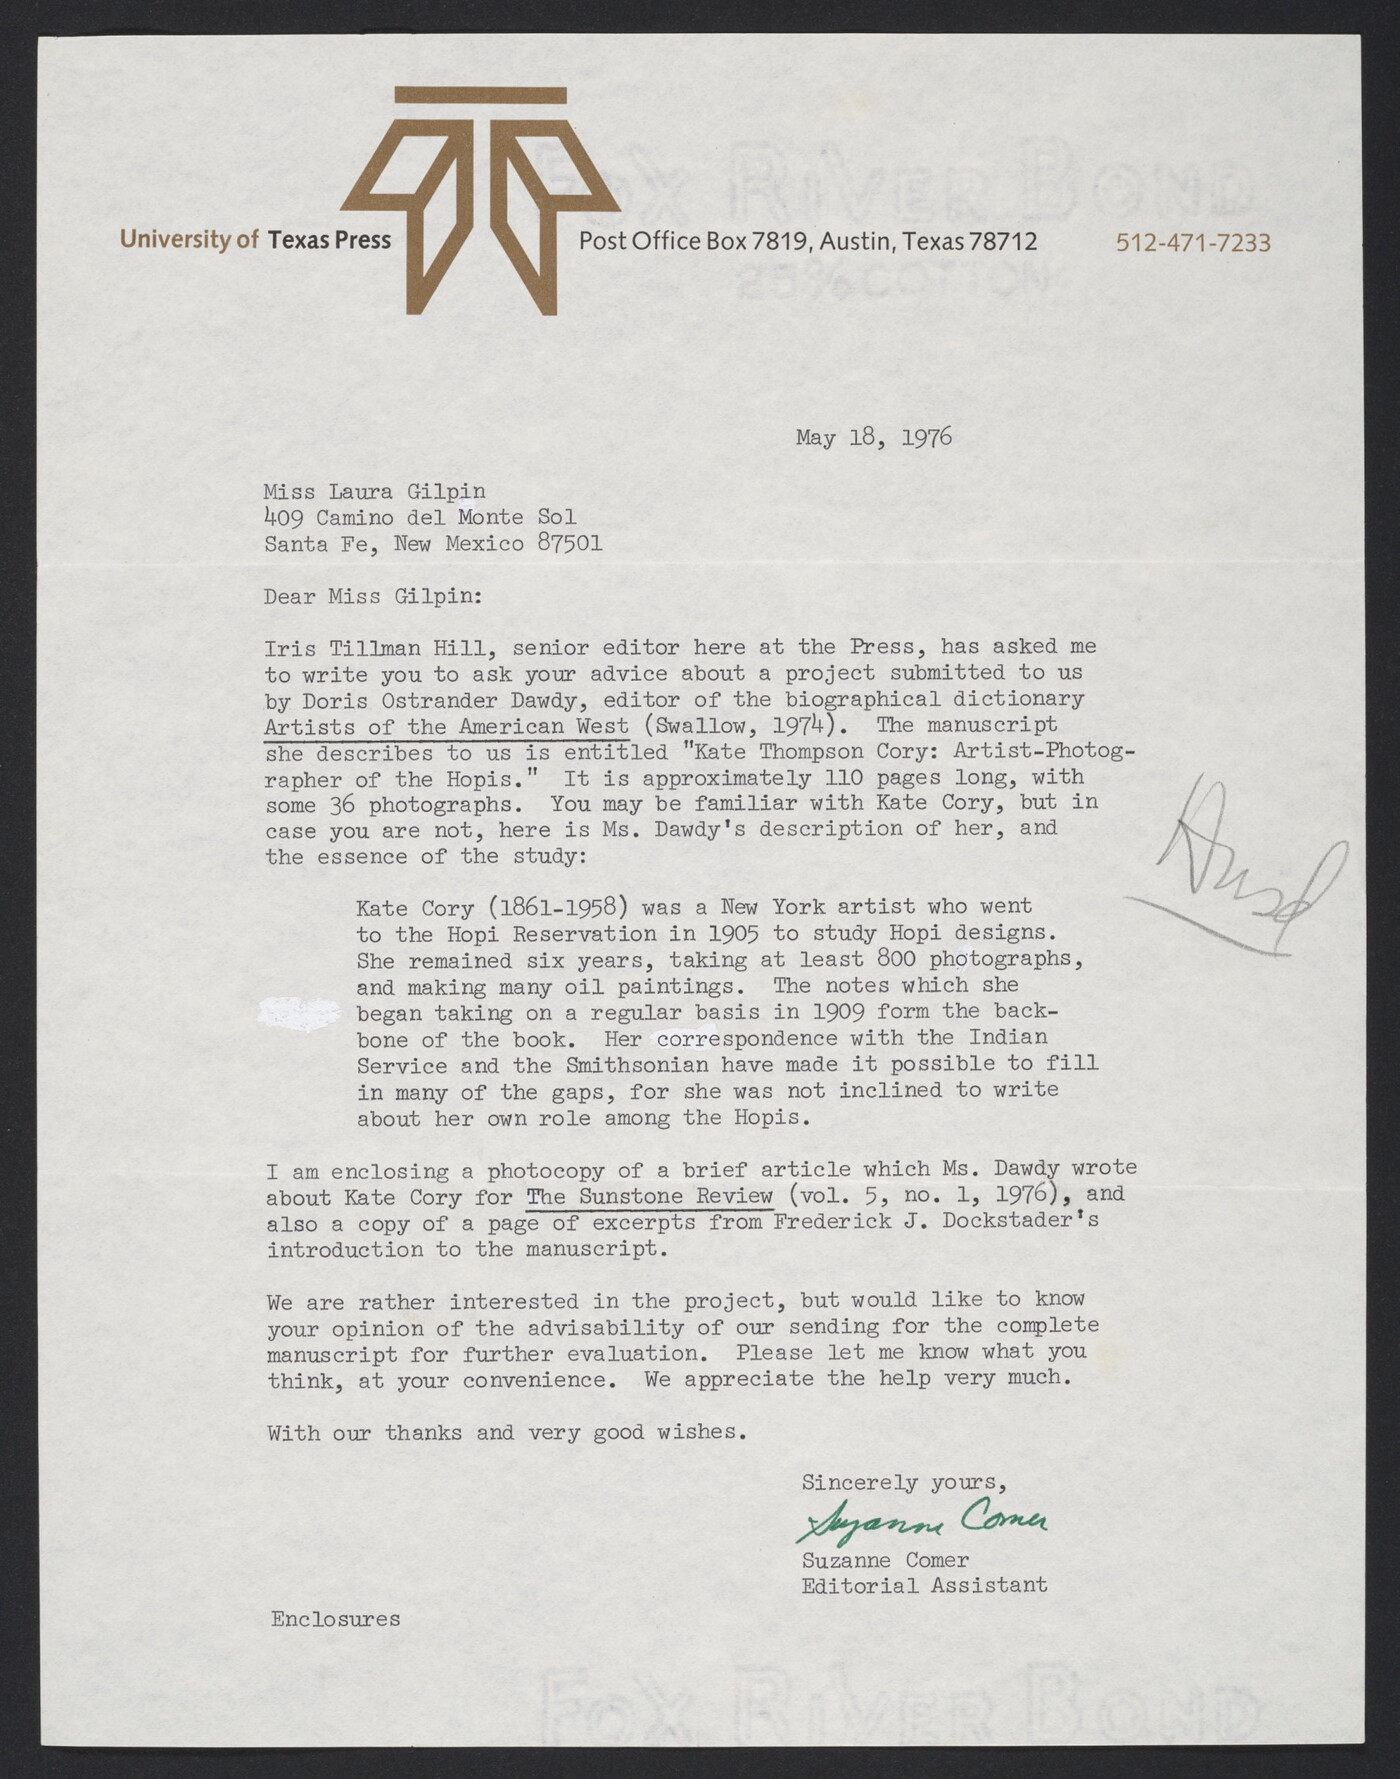 University of Texas Press
Post Office Box 7819, Austin, Texas 78712
512-471-7233
FOX RIVER BOND
25% COTTON
May 18, 1976
Miss Laura Gilpin
409 Camino del Monte Sol
Santa Fe, New Mexico 87501
Dear Miss Gilpin:
Iris Tillman Hill, senior editor here at the Press, has asked me
to write you to ask your advice about a project submitted to us
by Doris Ostrander Dawdy, editor of the biographical dictionary
Artists of the American West (Swallow, 1974). The manuscript
she describes to us is entitled "Kate Thompson Cory: Artist-Photog-
rapher of the Hopis." It is approximately 110 pages long, with
some 36 photographs. You may be familiar with Kate Cory, but in
case you are not, here is Ms. Dawdy's description of her, and
the essence of the study:
Kate Cory (1861-1958) was a New York artist who went
to the Hopi Reservation in 1905 to study Hopi designs.
She remained six years, taking at least 800 photographs,
and making many oil paintings. The notes which she
began taking on a regular basis in 1909 form the back-
bone of the book. Her correspondence with the Indian
Service and the Smithsonian have made it possible to fill
in many of the gaps, for she was not inclined to write
about her own role among the Hopis.
I am enclosing a photocopy of a brief article which Ms. Dawdy wrote
about Kate Cory for The Sunstone Review (vol. 5, no. 1, 1976), and
also a copy of a page of excerpts from Frederick J. Dockstader's
introduction to the manuscript.
We are rather interested in the project, but would like to know
your opinion of the advisability of our sending for the complete
manuscript for further evaluation. Please let me know what you
think, at your convenience. We appreciate the help very much.
With our thanks and very good wishes.
Sincerely yours,
Suzanne Comer
Suzanne Comer
Editorial Assistant
Enclosures
FOX RIVER BOND